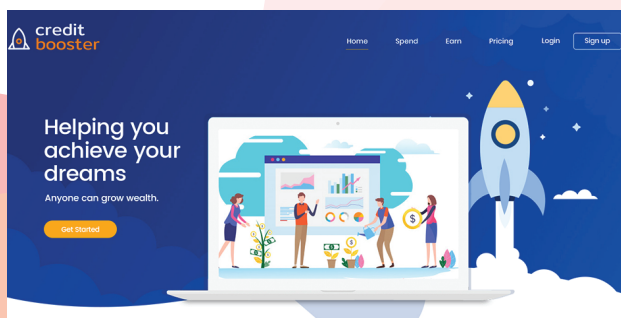 credit
booster
Home Spend Earn Pricing Login Sign up
Helping you
achieve your
dreams
Anyone can grow wealth.
Get Started
$
$
$